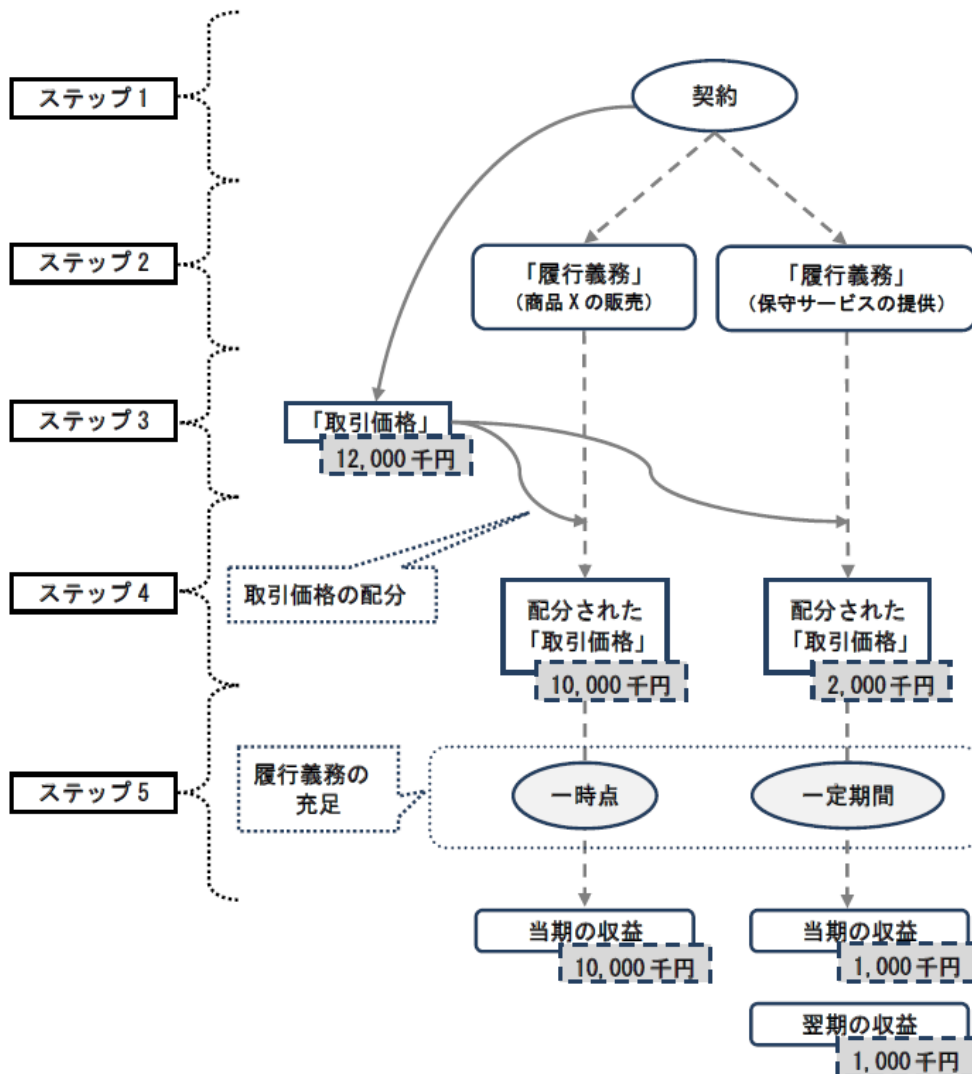 ステップ1
契約
ステップ2
「履行義務」
(商品Xの販売)
「履行義務」
(保守サービスの提供)
ステップ3
「取引価格」
12,000千円
ステップ4
取引価格の配分
配分された
「取引価格」
10,000千円
配分された
「取引価格」
2,000千円
ステップ5
履行義務の
充足
一時点
一定期間
当期の収益
10,000千円
当期の収益
1,000千円
翌期の収益
1,000千円